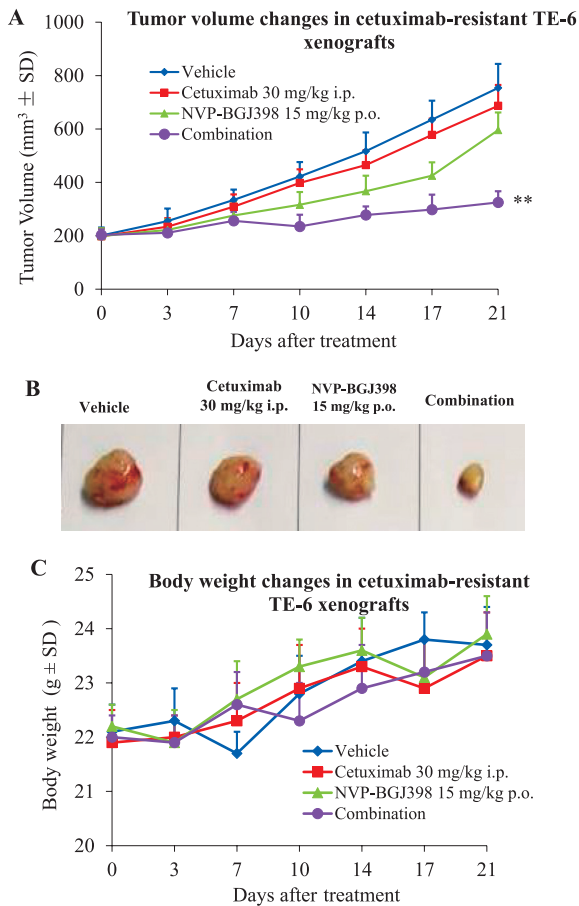 A
Tumor volume changes in cetuximab-resistant TE-6
xenografts
Tumor Volume (mm³ ± SD)
1000
800
600
400
200
0
Vehicle
Cetuximab 30 mg/kg i.p.
NVP-BGJ398 15 mg/kg p.o.
Combination
**
0 3 7 10 14 17 21
Days after treatment
B
Vehicle
Cetuximab
30 mg/kg i.p.
NVP-BGJ398
15 mg/kg p.o.
Combination
C
Body weight changes in cetuximab-resistant
TE-6 xenografts
Body weight (g ± SD)
25
24
23
22
21
20
Vehicle
Cetuximab 30 mg/kg i.p.
NVP-BGJ398 15 mg/kg p.o.
Combination
0 3 7 10 14 17 21
Days after treatment